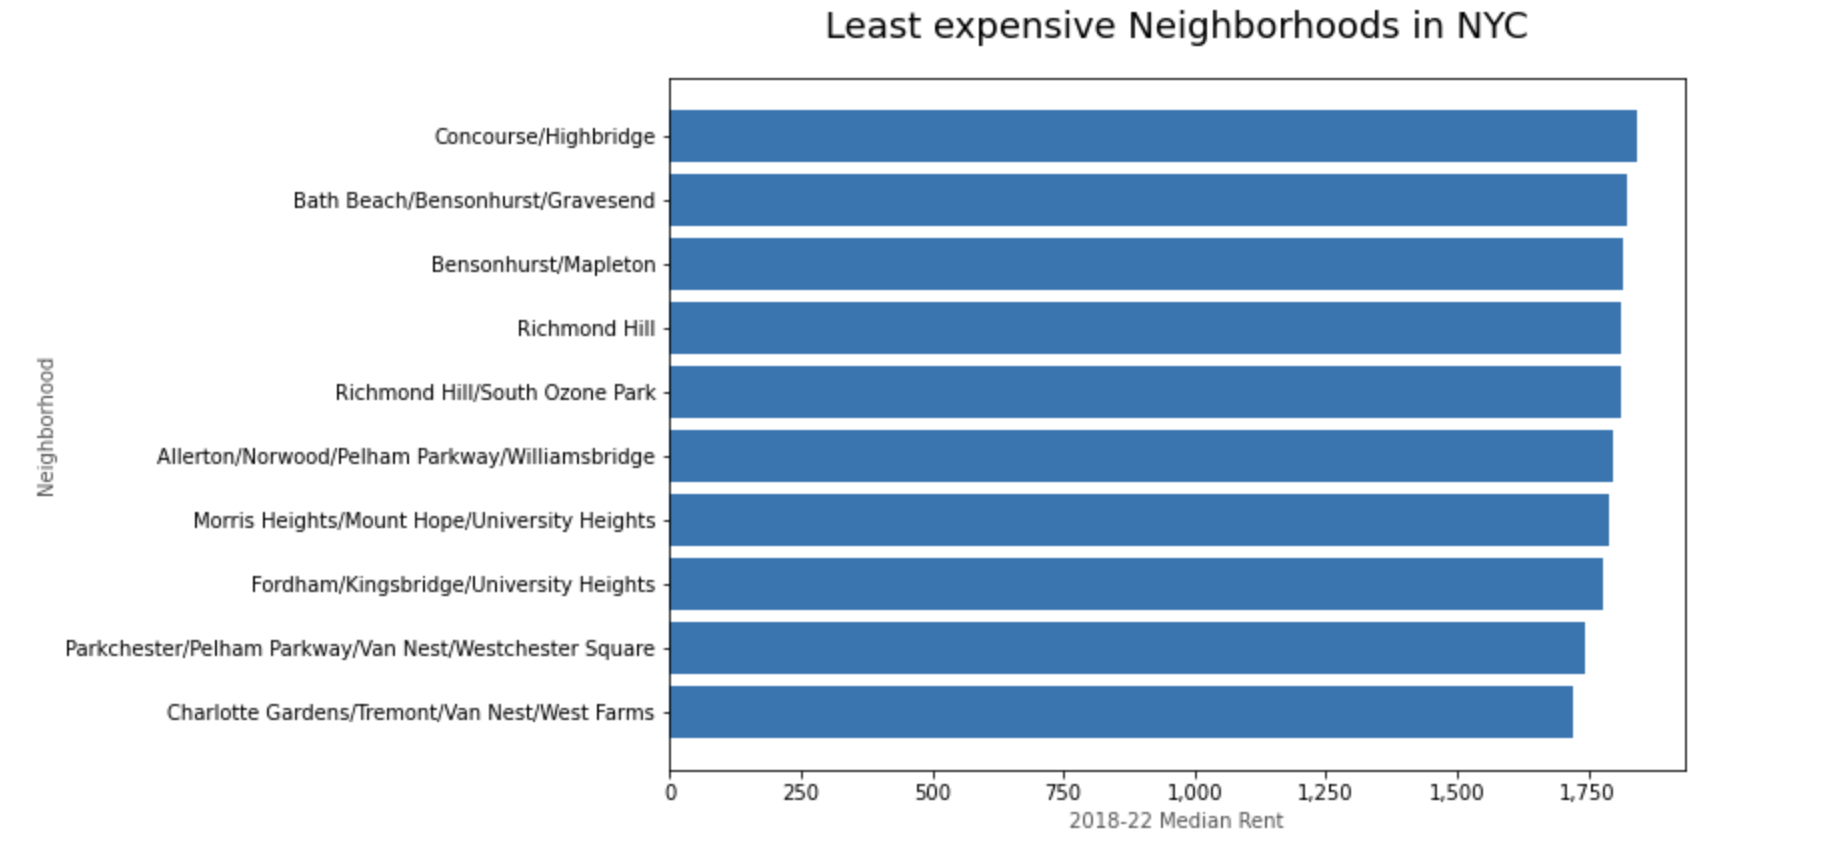 Least expensive Neighborhoods in NYC
Neighborhood
Concourse/Highbridge
Bath Beach/Bensonhurst/Gravesend
Bensonhurst/Mapleton
Richmond Hill
Richmond Hill/South Ozone Park
Allerton/Norwood/Pelham Parkway/Williamsbridge
Morris Heights/Mount Hope/University Heights
Fordham/Kingsbridge/University Heights
Parkchester/Pelham Parkway/Van Nest/Westchester Square
Charlotte Gardens/Tremont/Van Nest/West Farms
0 250 500 750 1,000 1,250 1,500 1,750
2018-22 Median Rent